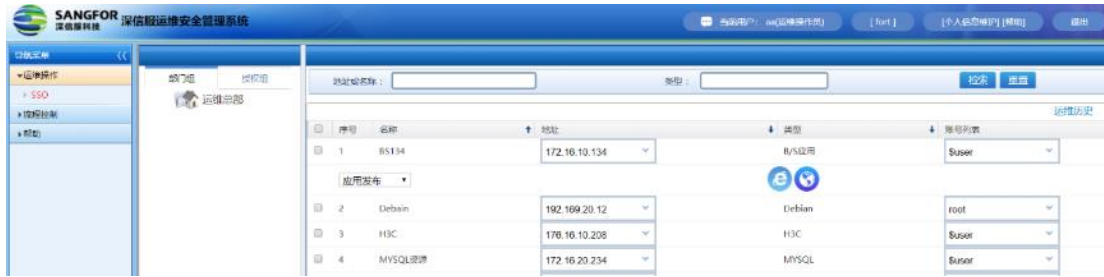 SANGFOR 深信服运维安全管理系统
深信服科技
当前用户: aa(运维操作员) [fort] [个人信息维护] [帮助] 退出
导航菜单
运维操作
SSO
流程控制
帮助
部门组 授权组
运维总部
地址或名称: 类型: 检索 重置
运维历史
序号 名称 地址 类型 账号列表
1 BS134 172.16.10.134 B/S应用 $user
应用发布
2 Debain 192.169.20.12 Debian root
3 H3C 176.16.10.208 H3C $user
4 MYSQL资源 172.16.20.234 MYSQL $user